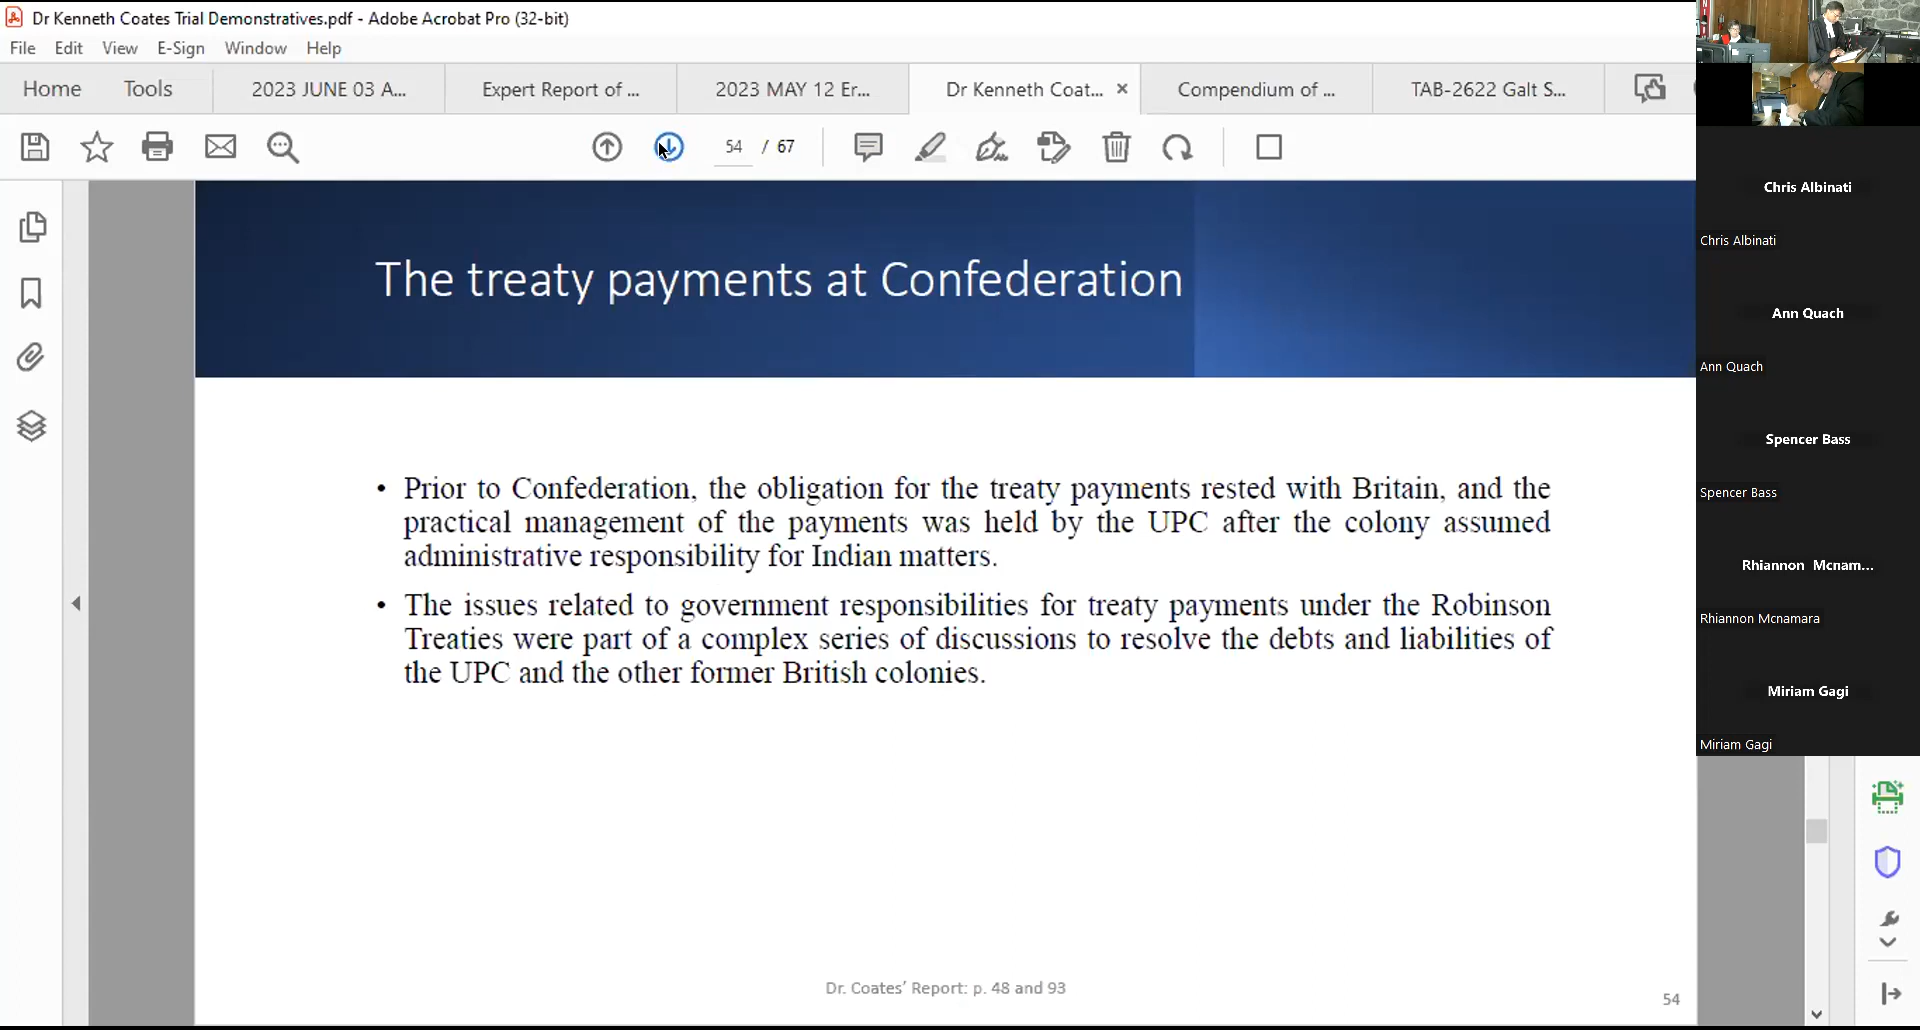 Dr Kenneth Coates Trial Demonstratives.pdf - Adobe Acrobat Pro (32-bit)
File Edit View E-Sign Window Help
Home Tools 2023 JUNE 03 A... Expert Report of ... 2023 MAY 12 Er... Dr Kenneth Coat... Compendium of ... TAB-2622 Galt S...
54 / 67
The treaty payments at Confederation
• Prior to Confederation, the obligation for the treaty payments rested with Britain, and the
practical management of the payments was held by the UPC after the colony assumed
administrative responsibility for Indian matters.
• The issues related to government responsibilities for treaty payments under the Robinson
Treaties were part of a complex series of discussions to resolve the debts and liabilities of
the UPC and the other former British colonies.
Dr. Coates' Report: p. 48 and 93
54
Chris Albinati
Chris Albinati
Ann Quach
Ann Quach
Spencer Bass
Spencer Bass
Rhiannon Mcnam...
Rhiannon Mcnamara
Miriam Gagi
Miriam Gagi